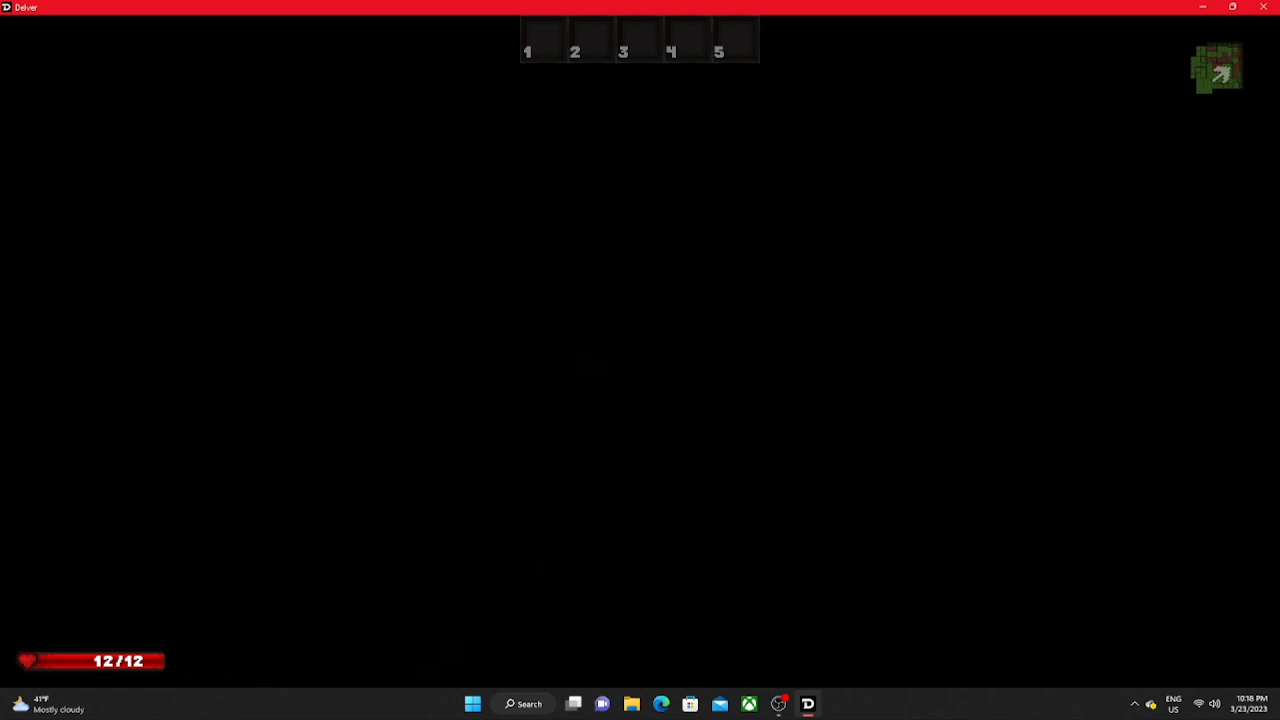 Delver
1 2 3 4 5
12/12
41°F
Mostly cloudy
Search
ENG
US
10:18 PM
3/23/2023